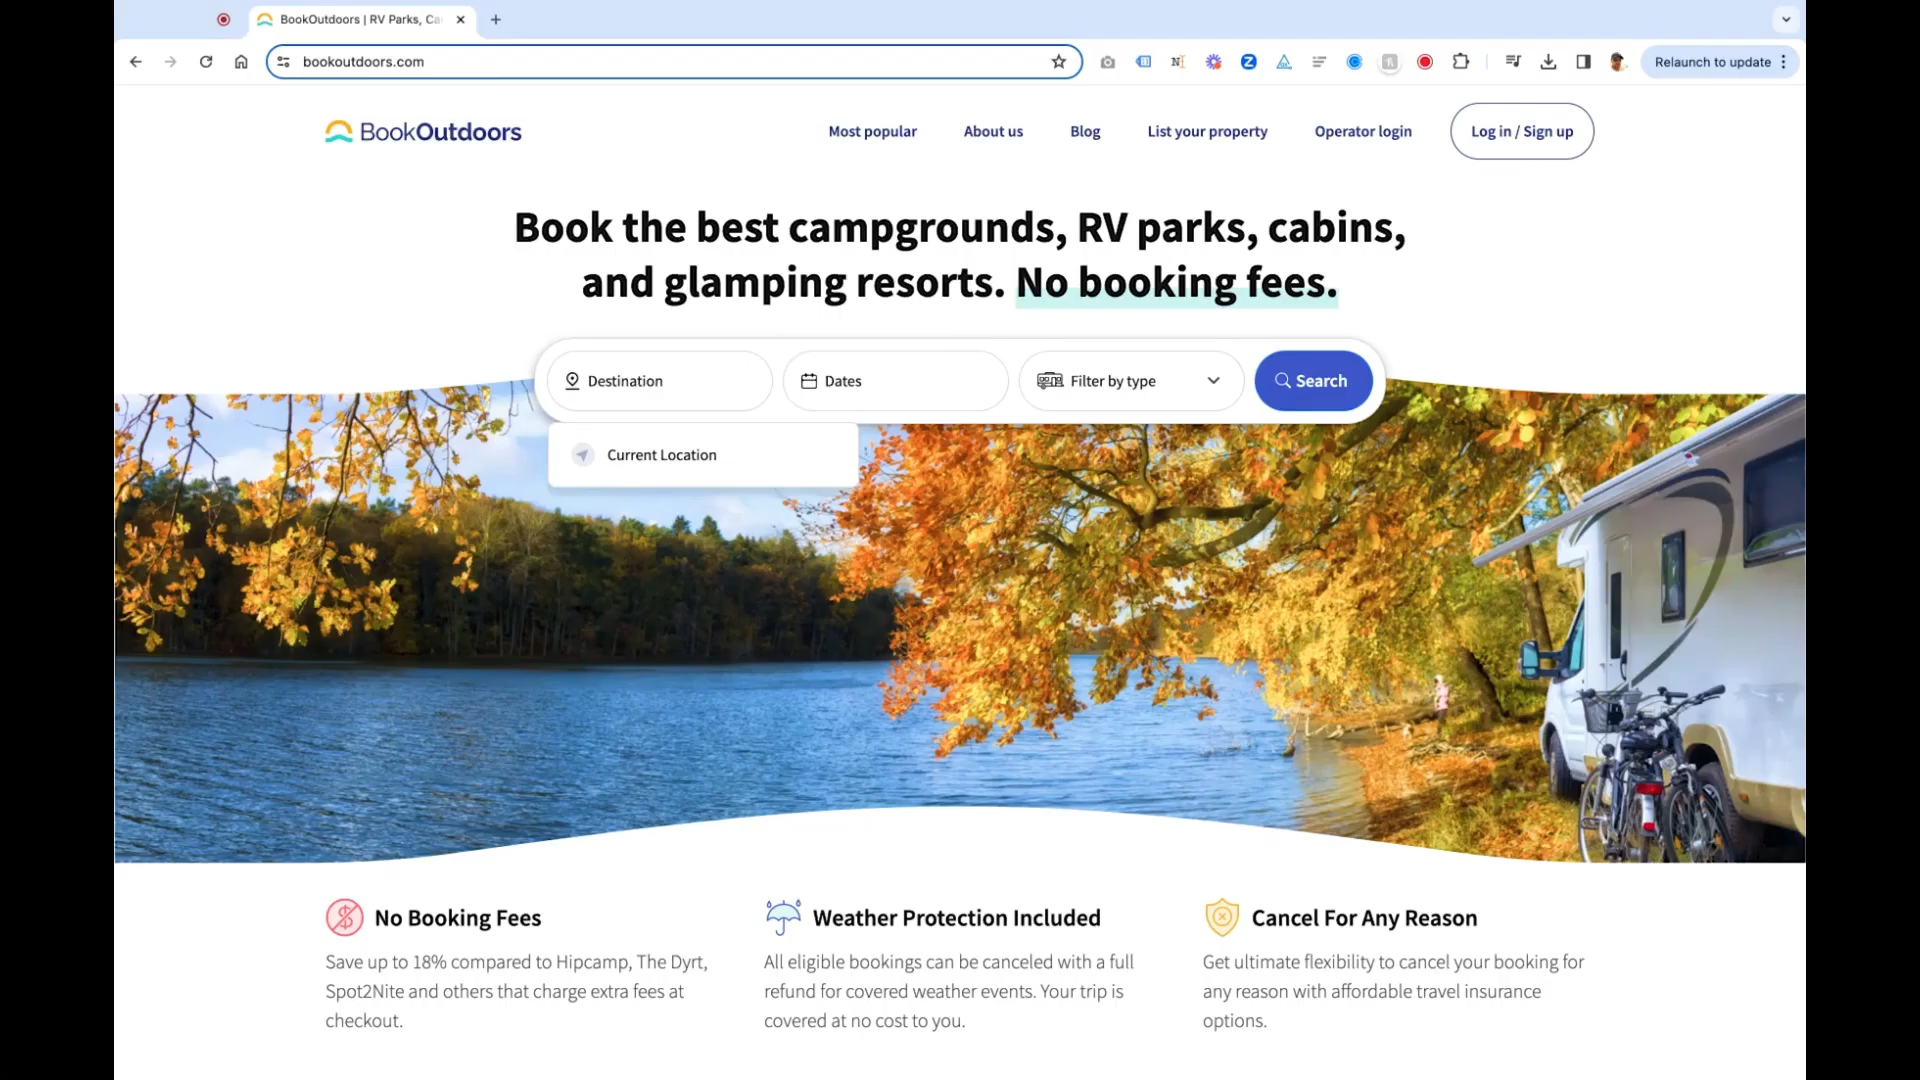 BookOutdoors | RV Parks, Ca
bookoutdoors.com
Relaunch to update
BookOutdoors
Most popular
About us
Blog
List your property
Operator login
Log in / Sign up
Book the best campgrounds, RV parks, cabins,
and glamping resorts. No booking fees.
Destination
Dates
Filter by type
Search
Current Location
No Booking Fees
Save up to 18% compared to Hipcamp, The Dyrt,
Spot2Nite and others that charge extra fees at
checkout.
Weather Protection Included
All eligible bookings can be canceled with a full
refund for covered weather events. Your trip is
covered at no cost to you.
Cancel For Any Reason
Get ultimate flexibility to cancel your booking for
any reason with affordable travel insurance
options.